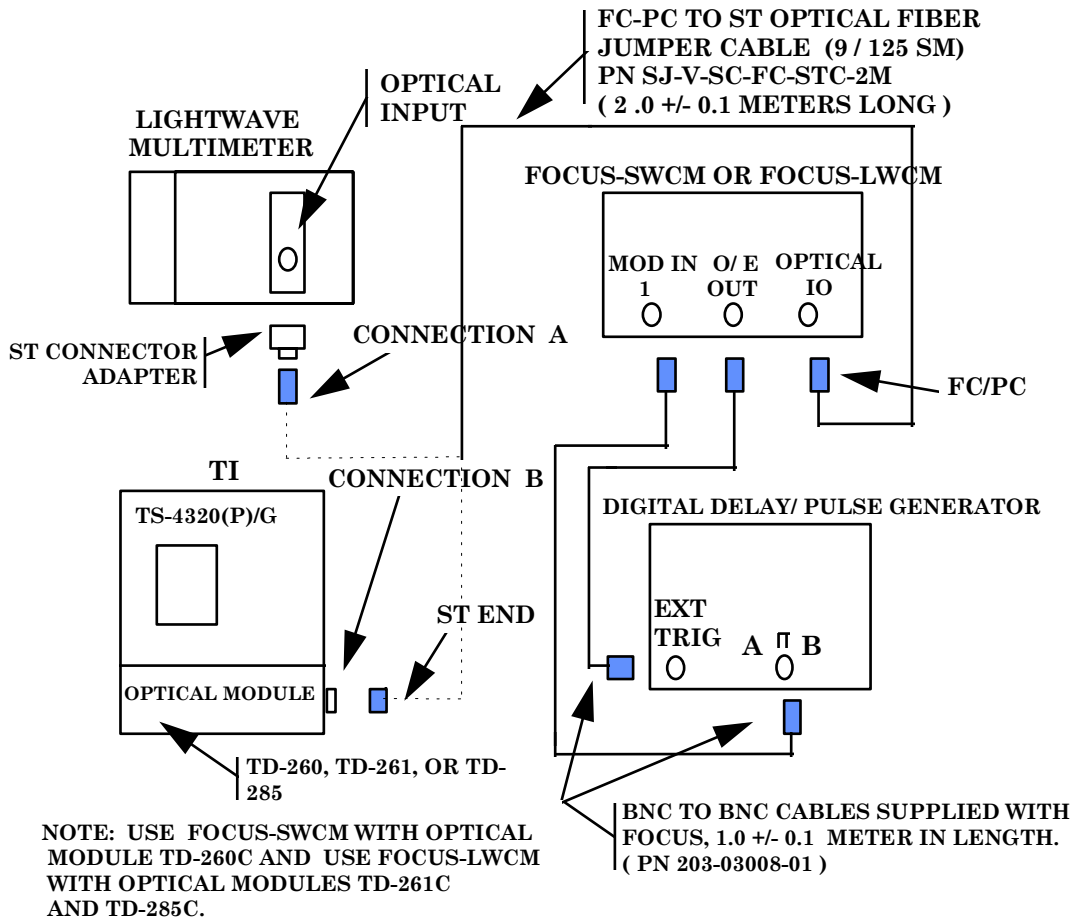 FC-PC TO ST OPTICAL FIBER
JUMPER CABLE (9 / 125 SM)
PN SJ-V-SC-FC-STC-2M
( 2 .0 +/- 0.1 METERS LONG )
OPTICAL
INPUT
LIGHTWAVE
MULTIMETER
FOCUS-SWCM OR FOCUS-LWCM
MOD IN
1
O/ E
OUT
OPTICAL
IO
CONNECTION A
ST CONNECTOR
ADAPTER
FC/PC
TI
CONNECTION B
TS-4320(P)/G
DIGITAL DELAY/ PULSE GENERATOR
EXT
TRIG
A B
ST END
OPTICAL MODULE
TD-260, TD-261, OR TD-
285
BNC TO BNC CABLES SUPPLIED WITH
FOCUS, 1.0 +/- 0.1 METER IN LENGTH.
( PN 203-03008-01 )
NOTE: USE FOCUS-SWCM WITH OPTICAL
MODULE TD-260C AND USE FOCUS-LWCM
WITH OPTICAL MODULES TD-261C
AND TD-285C.